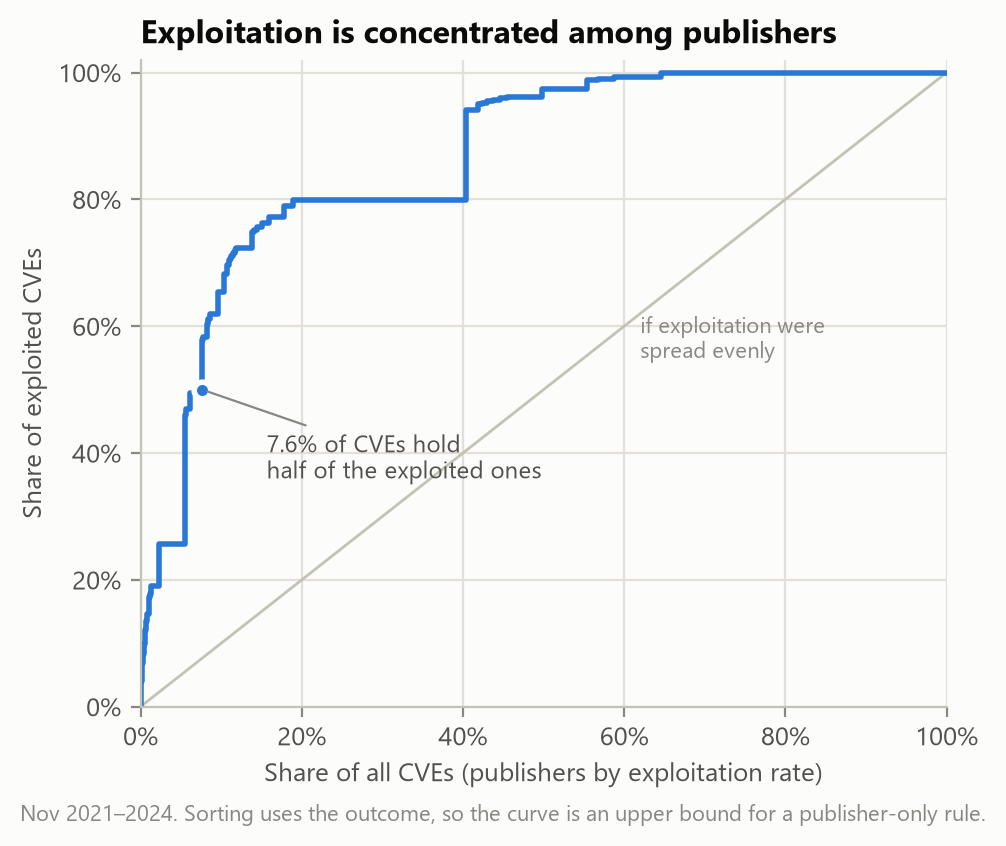 Exploitation is concentrated among publishers
100%
80%
60%
40%
20%
0%
Share of exploited CVEs
if exploitation were
spread evenly
7.6% of CVEs hold
half of the exploited ones
0%
20%
40%
60%
80%
100%
Share of all CVEs (publishers by exploitation rate)
Nov 2021–2024. Sorting uses the outcome, so the curve is an upper bound for a publisher-only rule.